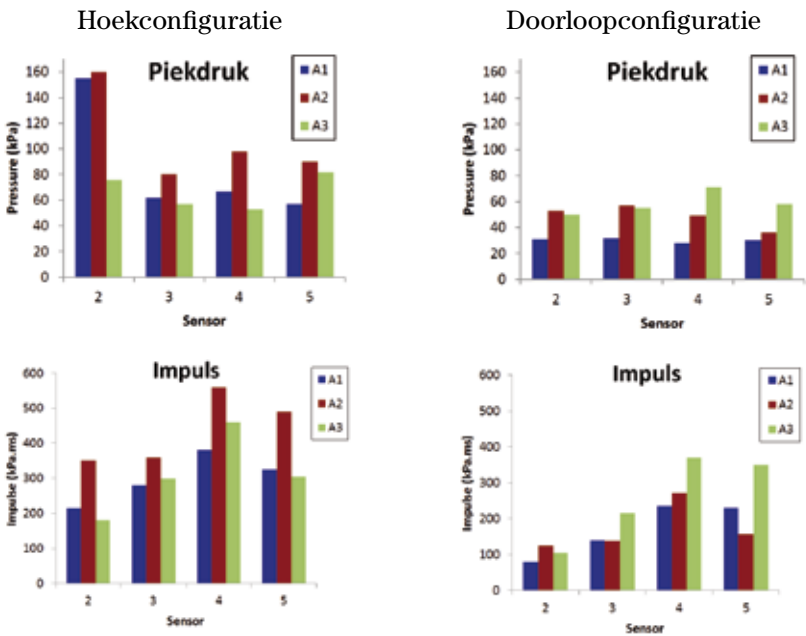 Hoekconfiguratie
Piekdruk
A1
A2
A3
Pressure (kPa)
160
140
120
100
80
60
40
20
0
2 3 4 5
Sensor
Doorloopconfiguratie
Piekdruk
A1
A2
A3
Pressure (kPa)
160
140
120
100
80
60
40
20
0
2 3 4 5
Sensor
Impuls
A1
A2
A3
Impulse (kPa.ms)
600
500
400
300
200
100
0
2 3 4 5
Sensor
Impuls
A1
A2
A3
Impulse (kPa.ms)
600
500
400
300
200
100
0
2 3 4 5
Sensor